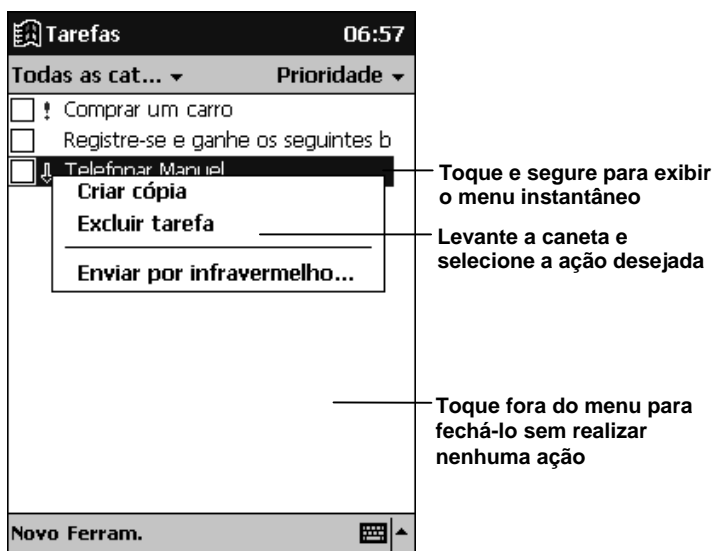 Tarefas 06:57
Todas as cat... Prioridade
! Comprar um carro
Registre-se e ganhe os seguintes b
Telefonar Manuel
Criar cópia
Excluir tarefa
Enviar por infravermelho...
Toque e segure para exibir
o menu instantâneo
Levante a caneta e
selecione a ação desejada
Toque fora do menu para
fechá-lo sem realizar
nenhuma ação
Novo Ferram.